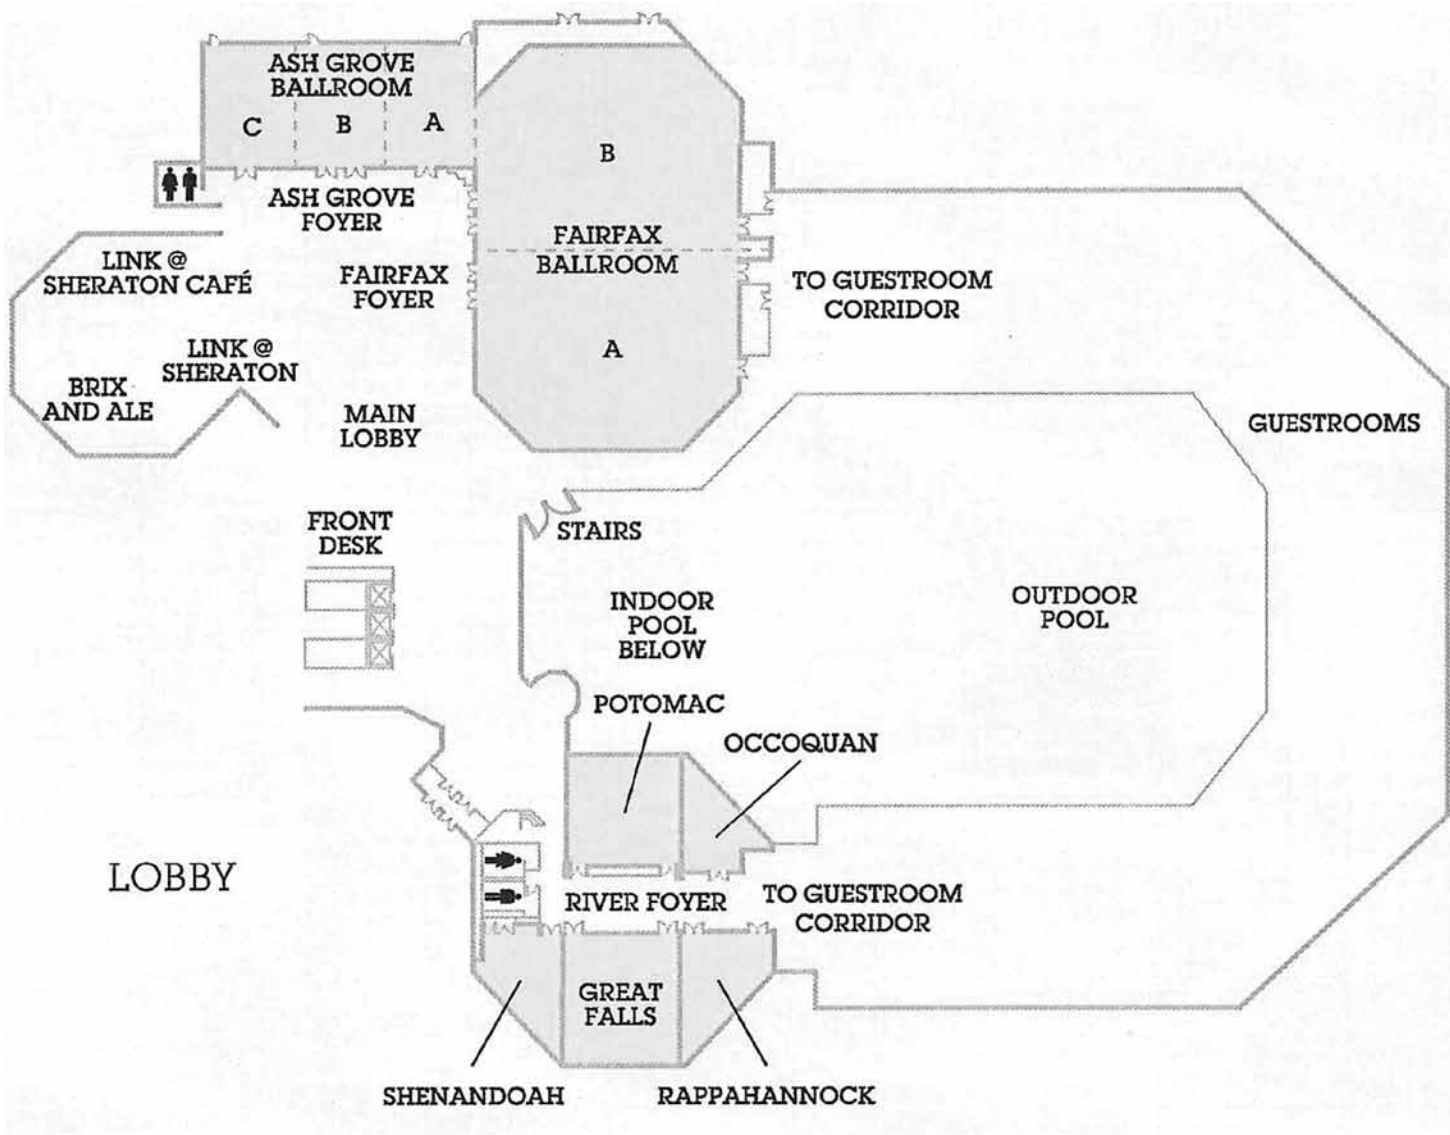 ASH GROVE
BALLROOM
C
B
A
B
ASH GROVE
FOYER
FAIRFAX
BALLROOM
LINK @
SHERATON CAFÉ
FAIRFAX
FOYER
TO GUESTROOM
CORRIDOR
A
LINK @
SHERATON
BRIX
AND ALE
MAIN
LOBBY
GUESTROOMS
FRONT
DESK
STAIRS
INDOOR
POOL
BELOW
OUTDOOR
POOL
POTOMAC
OCCOQUAN
LOBBY
RIVER FOYER
TO GUESTROOM
CORRIDOR
GREAT
FALLS
SHENANDOAH
RAPPAHANNOCK